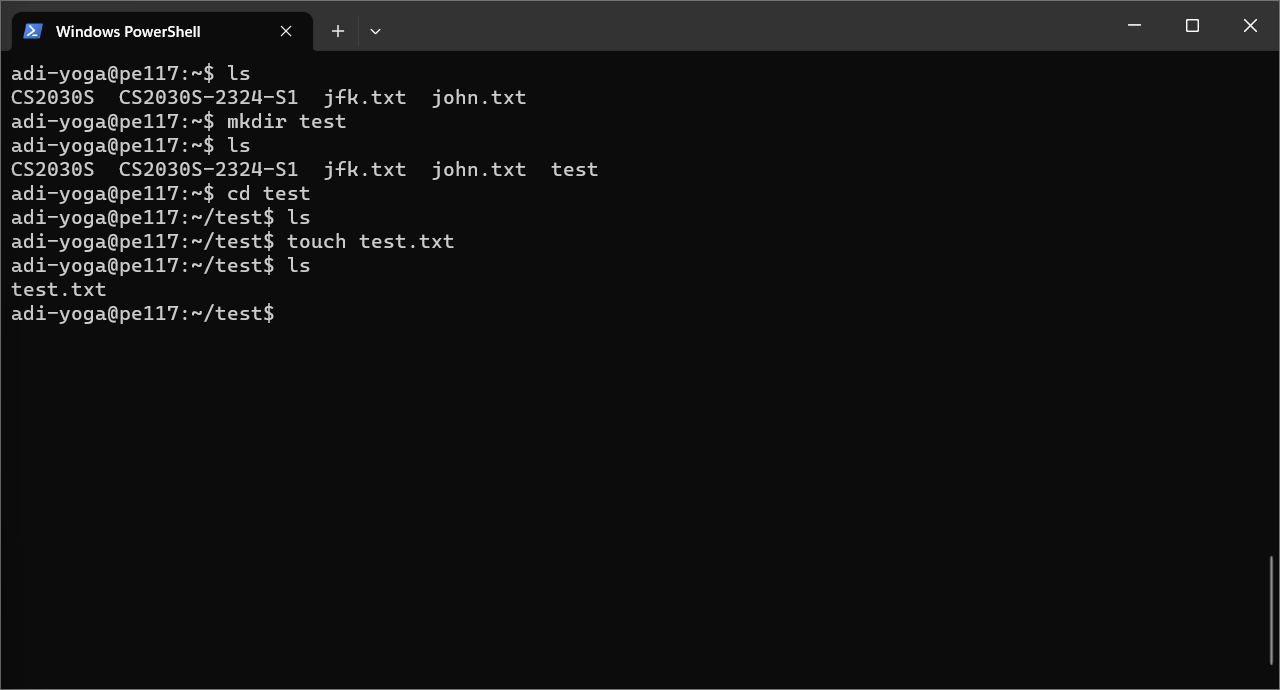 Windows PowerShell
adi-yoga@pe117:~$ ls
CS2030S  CS2030S-2324-S1  jfk.txt  john.txt
adi-yoga@pe117:~$ mkdir test
adi-yoga@pe117:~$ ls
CS2030S  CS2030S-2324-S1  jfk.txt  john.txt  test
adi-yoga@pe117:~$ cd test
adi-yoga@pe117:~/test$ ls
adi-yoga@pe117:~/test$ touch test.txt
adi-yoga@pe117:~/test$ ls
test.txt
adi-yoga@pe117:~/test$